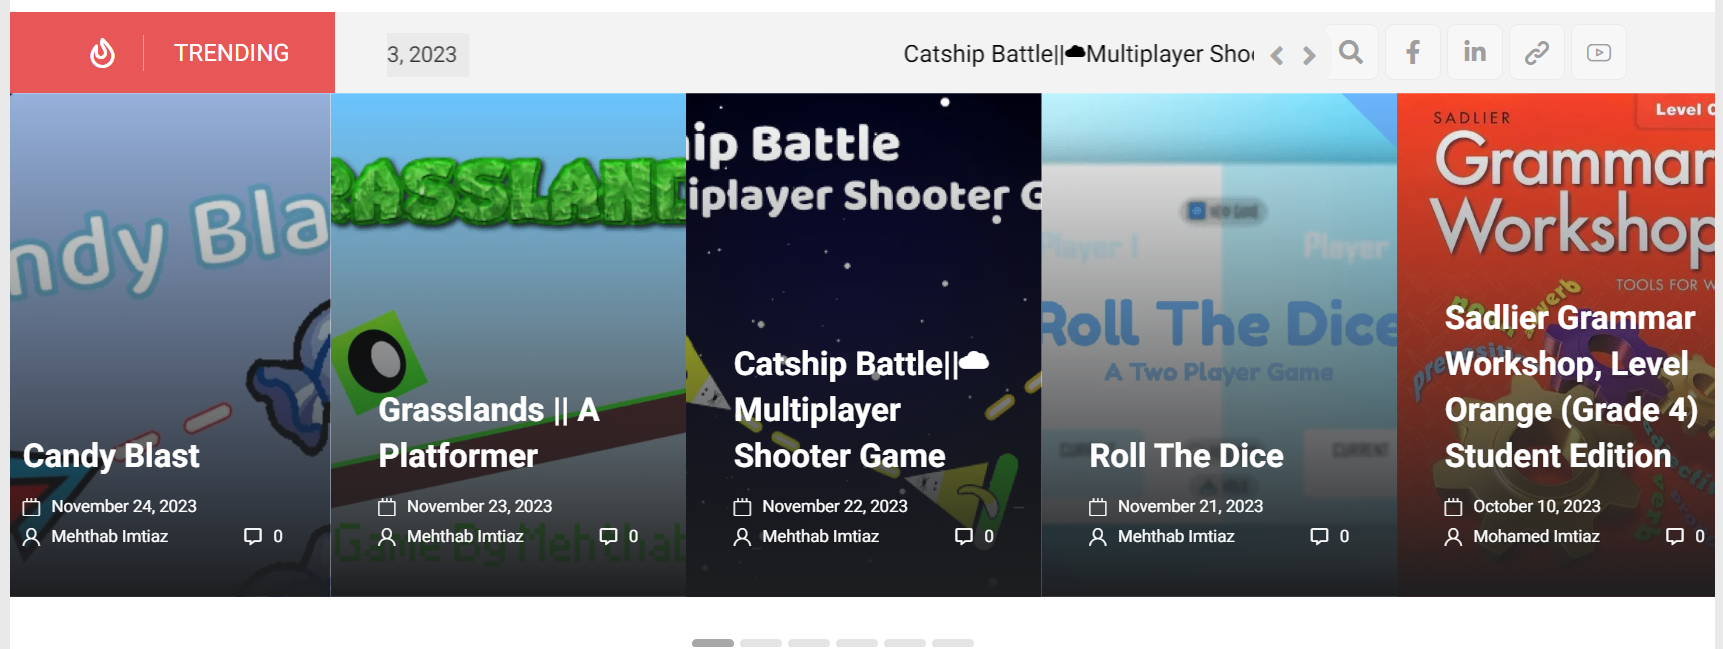 TRENDING
3, 2023
Catship Battle||☁Multiplayer Shoo
ndy Bla
Candy Blast
November 24, 2023
Mehthab Imtiaz
0
RASSLAND
Grasslands || A
Platformer
November 23, 2023
Game By Mehthab
Mehthab Imtiaz
0
hip Battle
iplayer Shooter G
Catship Battle||☁
Multiplayer
Shooter Game
November 22, 2023
Mehthab Imtiaz
0
Player 1
Player
Roll The Dice
A Two Player Game
CURRENT
Roll The Dice
November 21, 2023
Mehthab Imtiaz
0
SADLIER
Level O
Grammar
Workshop
TOOLS FOR W
verb
Sadlier Grammar
Workshop, Level
Orange (Grade 4)
Student Edition
October 10, 2023
Mohamed Imtiaz
0